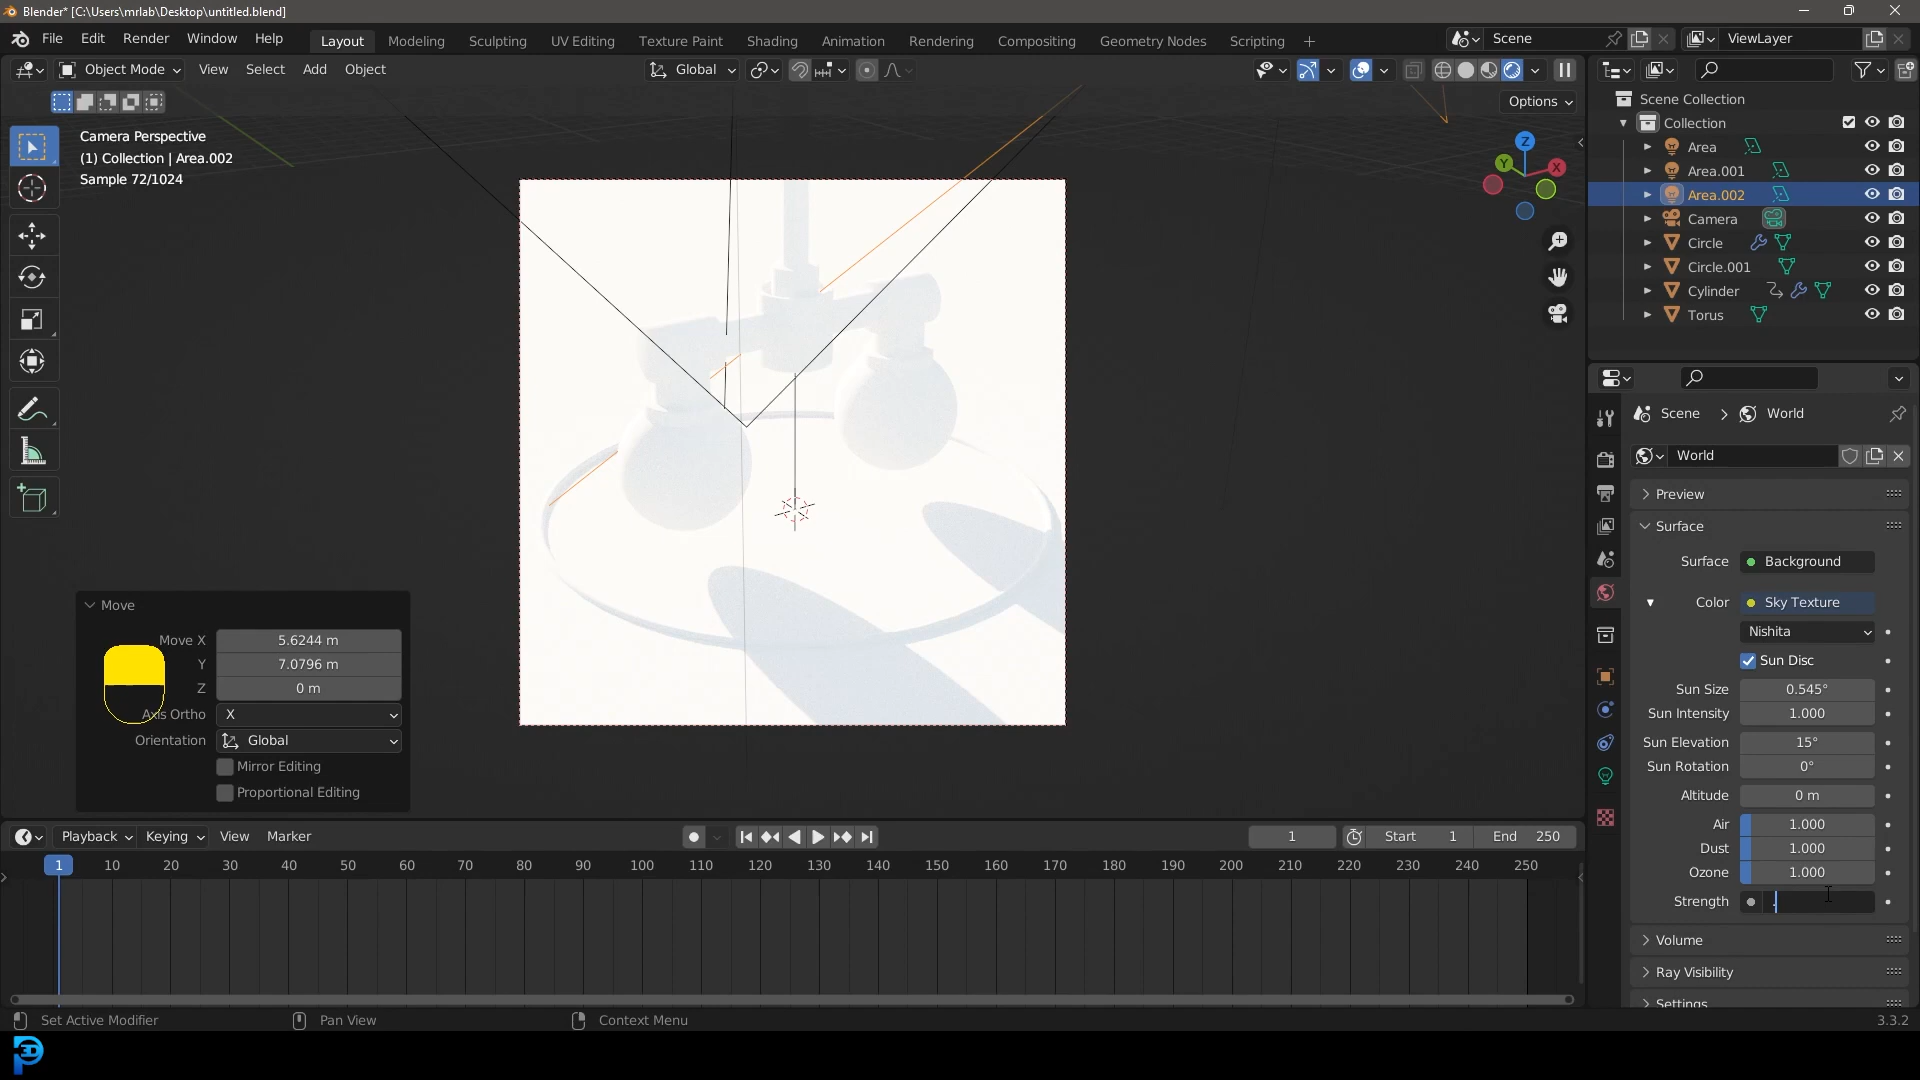 Blender* [C:\Users\mrlab\Desktop\untitled.blend]
File Edit Render Window Help
Layout Modeling Sculpting UV Editing Texture Paint Shading Animation Rendering Compositing Geometry Nodes Scripting +
Scene
ViewLayer
Object Mode View Select Add Object
Global
Options
Camera Perspective
(1) Collection | Area.002
Sample 72/1024
Z
Y
X
Scene Collection
Collection
Area
Area.001
Area.002
Camera
Circle
Circle.001
Cylinder
Torus
Scene > World
World
Preview
Surface
Surface Background
Color Sky Texture
Nishita
Sun Disc
Sun Size 0.545°
Sun Intensity 1.000
Sun Elevation 15°
Sun Rotation 0°
Altitude 0 m
Air 1.000
Dust 1.000
Ozone 1.000
Strength .
Volume
Ray Visibility
Settings
Move
Move X 5.6244 m
Y 7.0796 m
Z 0 m
Axis Ortho X
Orientation Global
Mirror Editing
Proportional Editing
Playback Keying View Marker
1
Start 1
End 250
1 10 20 30 40 50 60 70 80 90 100 110 120 130 140 150 160 170 180 190 200 210 220 230 240 250
Set Active Modifier
Pan View
Context Menu
3.3.2